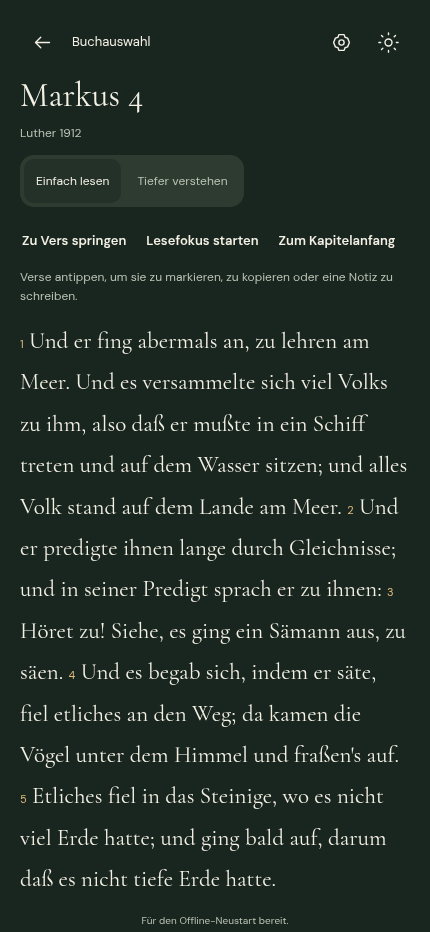 Buchauswahl
Markus 4
Luther 1912
Einfach lesen Tiefer verstehen
Zu Vers springen Lesefokus starten Zum Kapitelanfang
Verse antippen, um sie zu markieren, zu kopieren oder eine Notiz zu
schreiben.
1 Und er fing abermals an, zu lehren am
Meer. Und es versammelte sich viel Volks
zu ihm, also daß er mußte in ein Schiff
treten und auf dem Wasser sitzen; und alles
Volk stand auf dem Lande am Meer. 2 Und
er predigte ihnen lange durch Gleichnisse;
und in seiner Predigt sprach er zu ihnen: 3
Höret zu! Siehe, es ging ein Sämann aus, zu
säen. 4 Und es begab sich, indem er säte,
fiel etliches an den Weg; da kamen die
Vögel unter dem Himmel und fraßen's auf.
5 Etliches fiel in das Steinige, wo es nicht
viel Erde hatte; und ging bald auf, darum
daß es nicht tiefe Erde hatte.
Für den Offline-Neustart bereit.